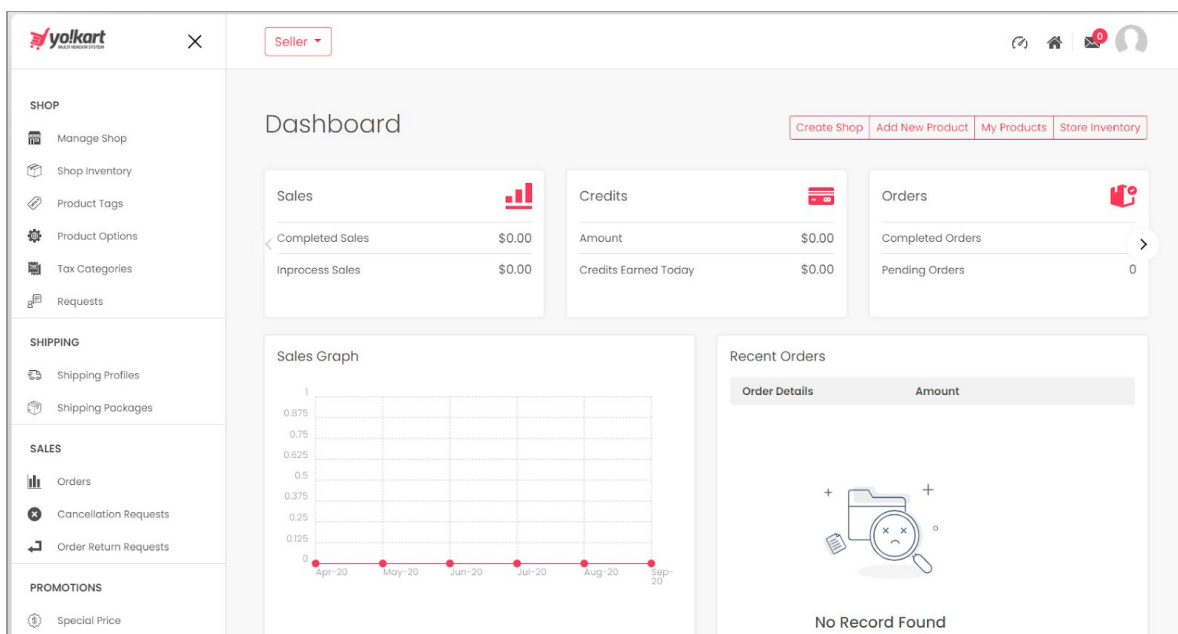 yo!kart
MULTI VENDOR SYSTEM
Seller
0
SHOP
Manage Shop
Shop Inventory
Product Tags
Product Options
Tax Categories
Requests
SHIPPING
Shipping Profiles
Shipping Packages
SALES
Orders
Cancellation Requests
Order Return Requests
PROMOTIONS
Special Price
Dashboard
Create Shop Add New Product My Products Store Inventory
Sales
Completed Sales $0.00
Inprocess Sales $0.00
Credits
Amount $0.00
Credits Earned Today $0.00
Orders
Completed Orders
Pending Orders 0
Sales Graph
1
0.875
0.75
0.625
0.5
0.375
0.25
0.125
0
Apr-20 May-20 Jun-20 Jul-20 Aug-20 Sep-
20
Recent Orders
Order Details Amount
No Record Found